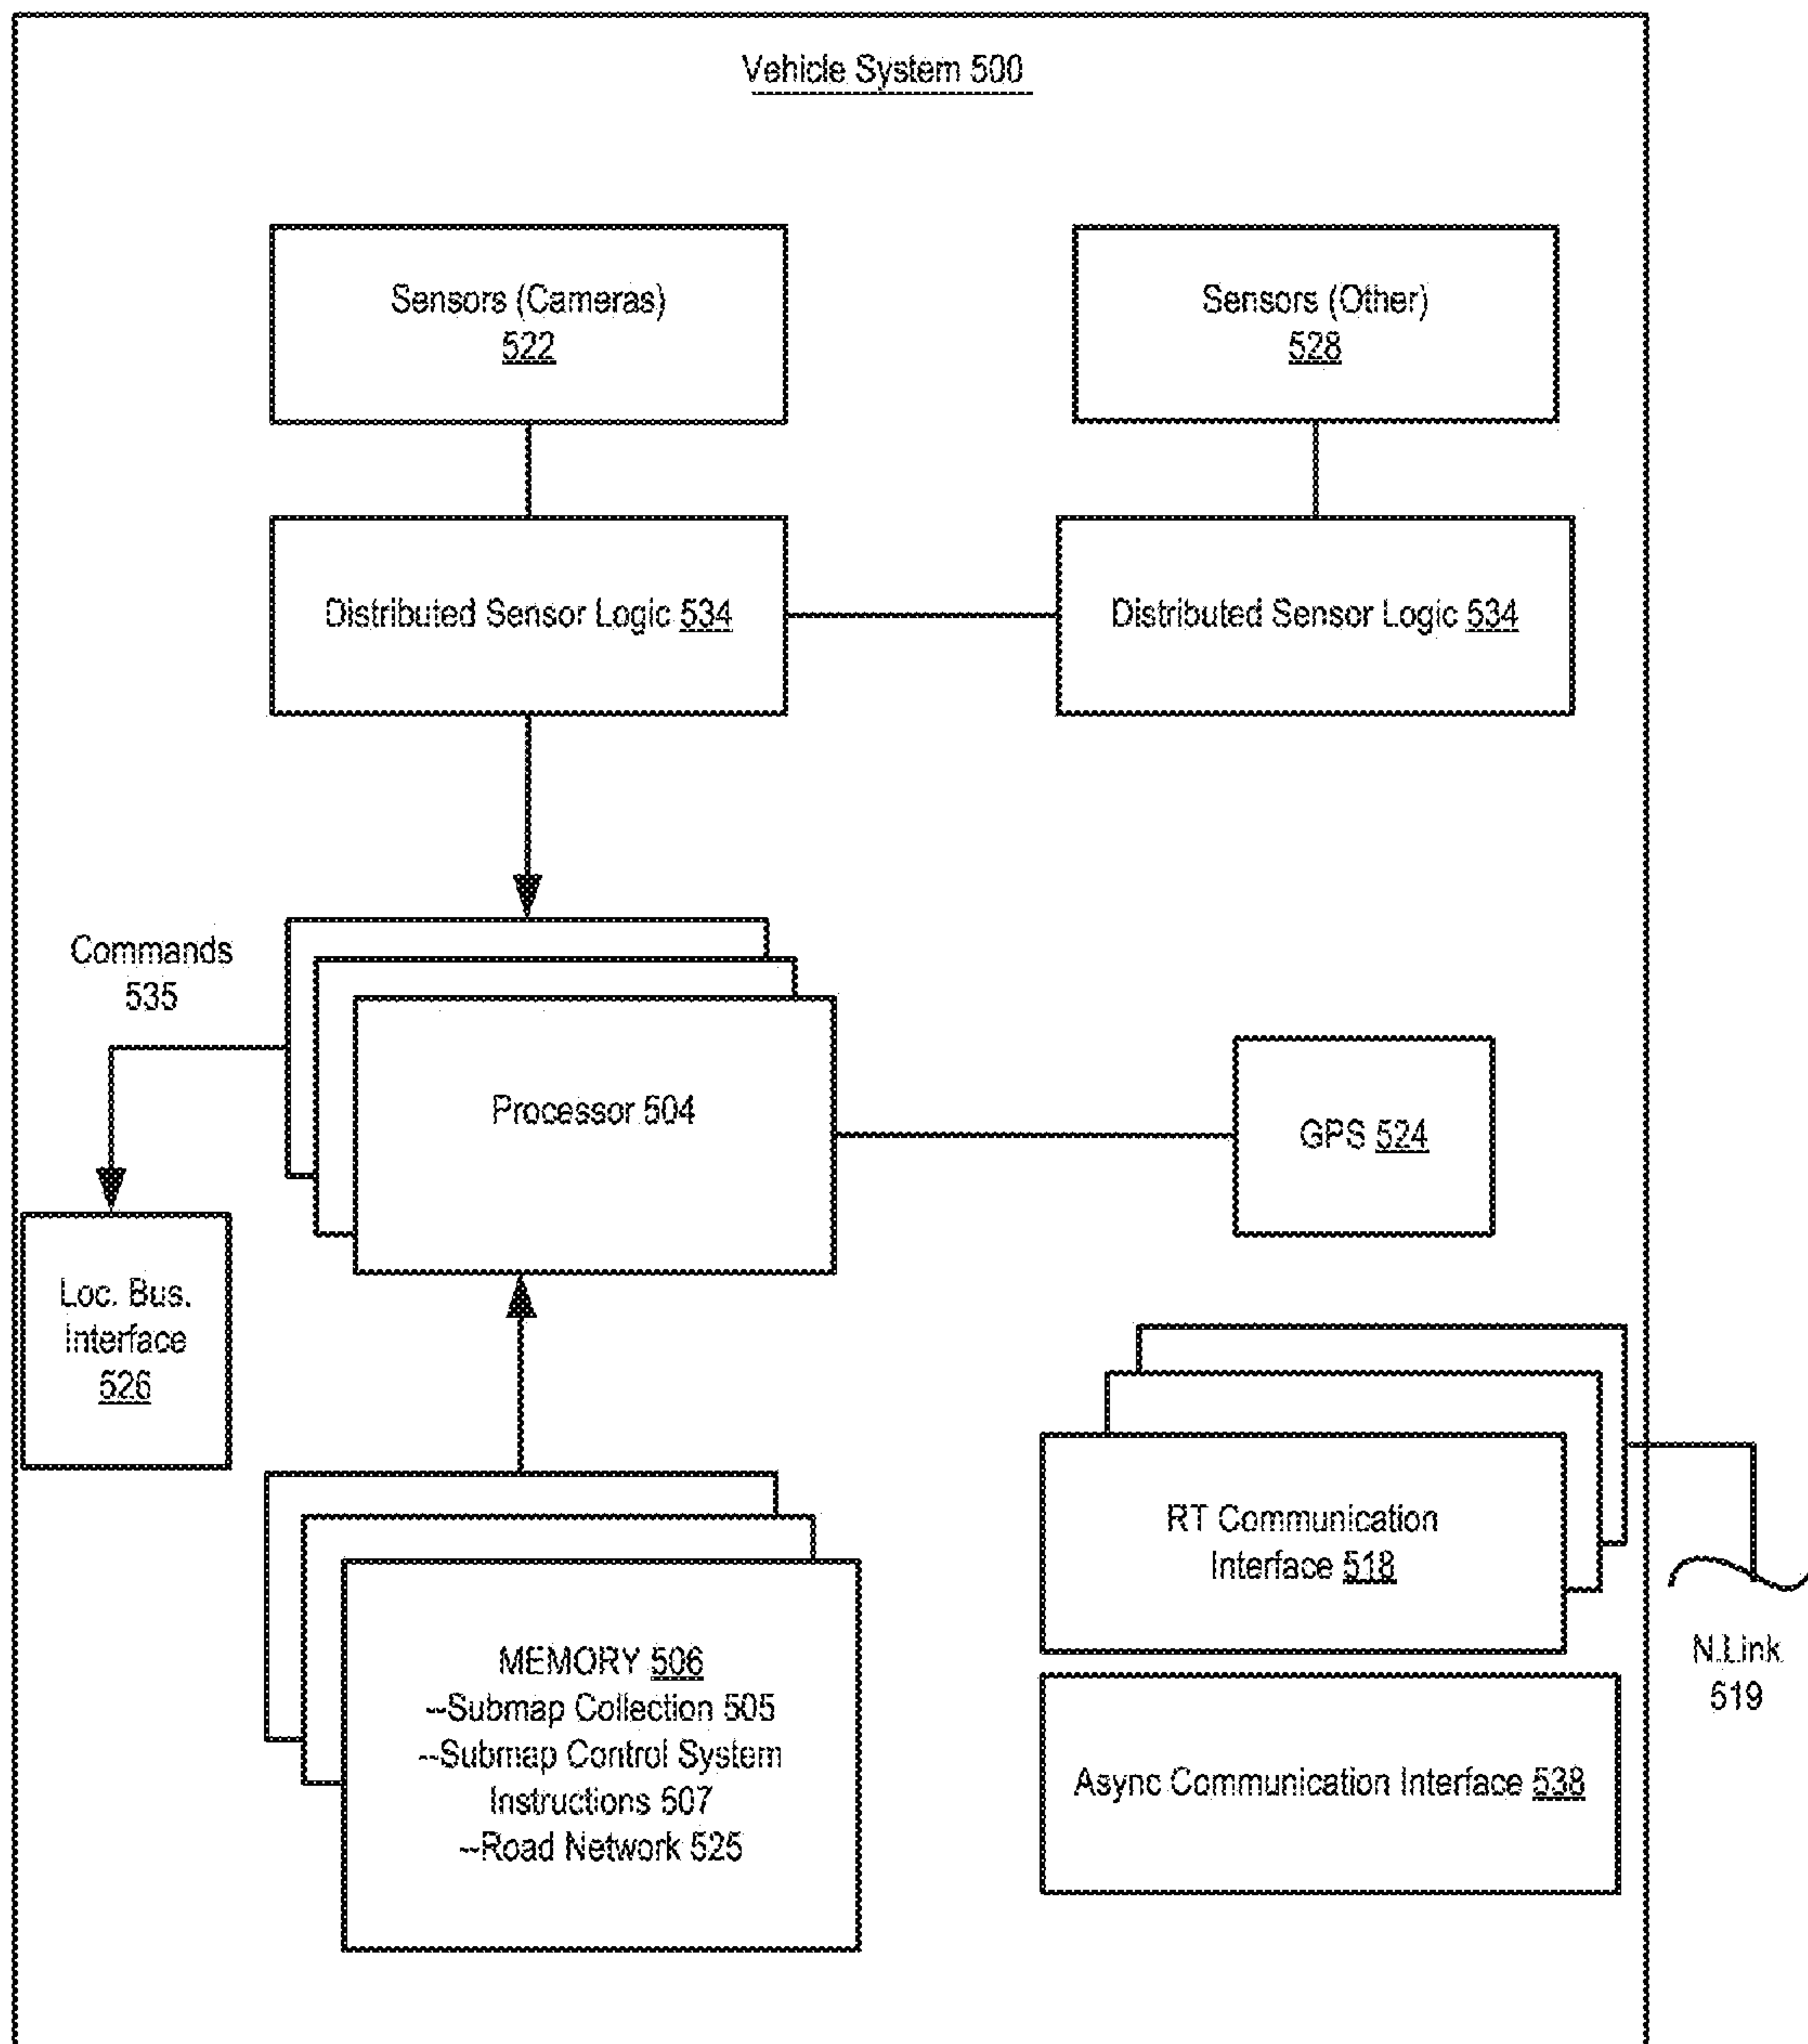 Vehicle System 500
Sensors (Cameras)
522
Sensors (Other)
528
Distributed Sensor Logic 534
Distributed Sensor Logic 534
Commands
535
Processor 504
GPS 524
Loc. Bus.
Interface
526
RT Communication
Interface 518
N.Link
519
MEMORY 506
--Submap Collection 505
--Submap Control System
Instructions 507
--Road Network 525
Async Communication Interface 538